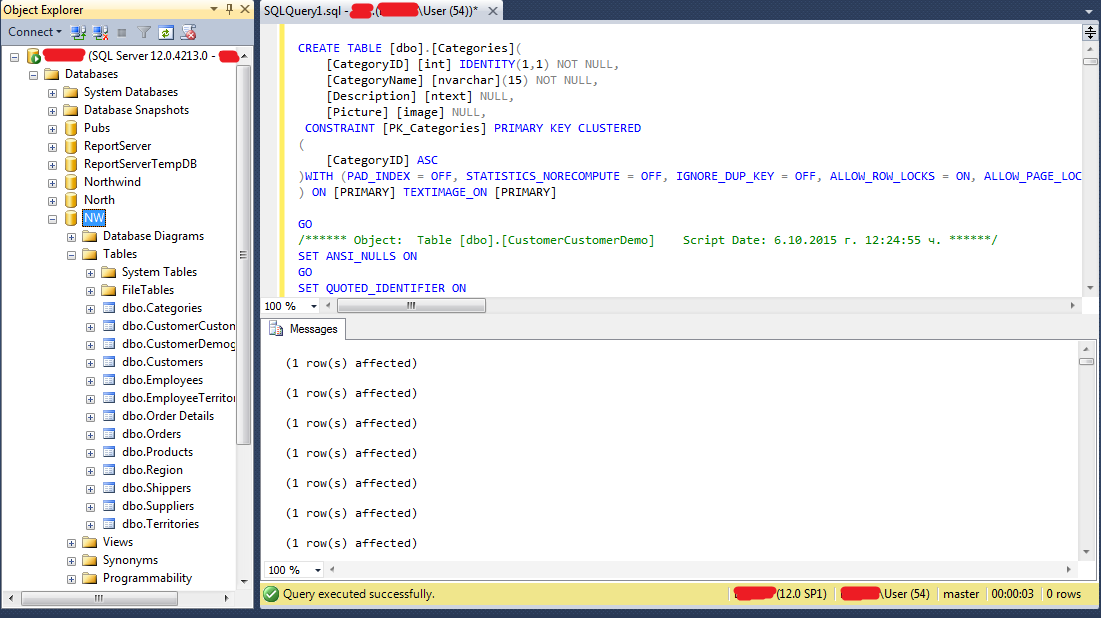 Object Explorer
Connect
(SQL Server 12.0.4213.0 -
Databases
System Databases
Database Snapshots
Pubs
ReportServer
ReportServerTempDB
Northwind
North
NW
Database Diagrams
Tables
System Tables
FileTables
dbo.Categories
dbo.CustomerCuston
dbo.CustomerDemog
dbo.Customers
dbo.Employees
dbo.EmployeeTerritor
dbo.Order Details
dbo.Orders
dbo.Products
dbo.Region
dbo.Shippers
dbo.Suppliers
dbo.Territories
Views
Synonyms
Programmability
SQLQuery1.sql - .( \User (54))*
CREATE TABLE [dbo].[Categories](
[CategoryID] [int] IDENTITY(1,1) NOT NULL,
[CategoryName] [nvarchar](15) NOT NULL,
[Description] [ntext] NULL,
[Picture] [image] NULL,
CONSTRAINT [PK_Categories] PRIMARY KEY CLUSTERED
(
[CategoryID] ASC
)WITH (PAD_INDEX = OFF, STATISTICS_NORECOMPUTE = OFF, IGNORE_DUP_KEY = OFF, ALLOW_ROW_LOCKS = ON, ALLOW_PAGE_LOC
) ON [PRIMARY] TEXTIMAGE_ON [PRIMARY]
GO
/****** Object:  Table [dbo].[CustomerCustomerDemo]    Script Date: 6.10.2015 г. 12:24:55 ч. ******/
SET ANSI_NULLS ON
GO
SET QUOTED_IDENTIFIER ON
100 %
Messages
(1 row(s) affected)
(1 row(s) affected)
(1 row(s) affected)
(1 row(s) affected)
(1 row(s) affected)
(1 row(s) affected)
(1 row(s) affected)
100 %
Query executed successfully. (12.0 SP1) \User (54) master 00:00:03 0 rows